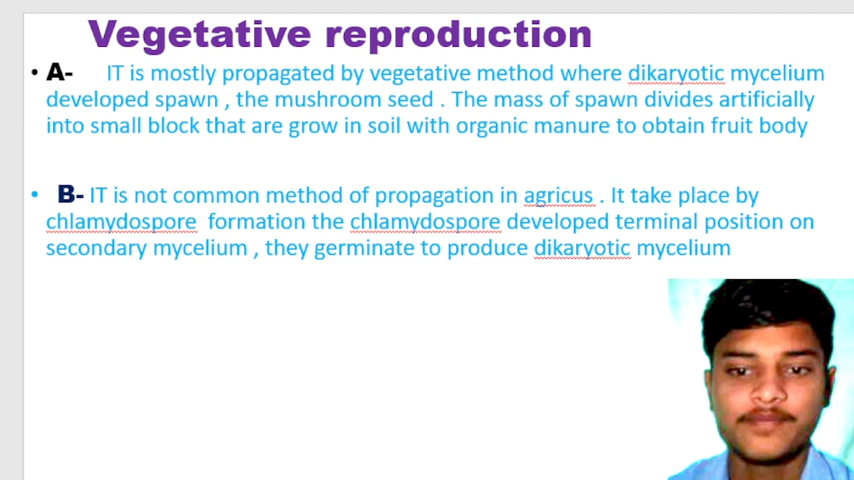 Vegetative reproduction
• A- IT is mostly propagated by vegetative method where dikaryotic mycelium
developed spawn , the mushroom seed . The mass of spawn divides artificially
into small block that are grow in soil with organic manure to obtain fruit body
• B- IT is not common method of propagation in agricus . It take place by
chlamydospore formation the chlamydospore developed terminal position on
secondary mycelium , they germinate to produce dikaryotic mycelium